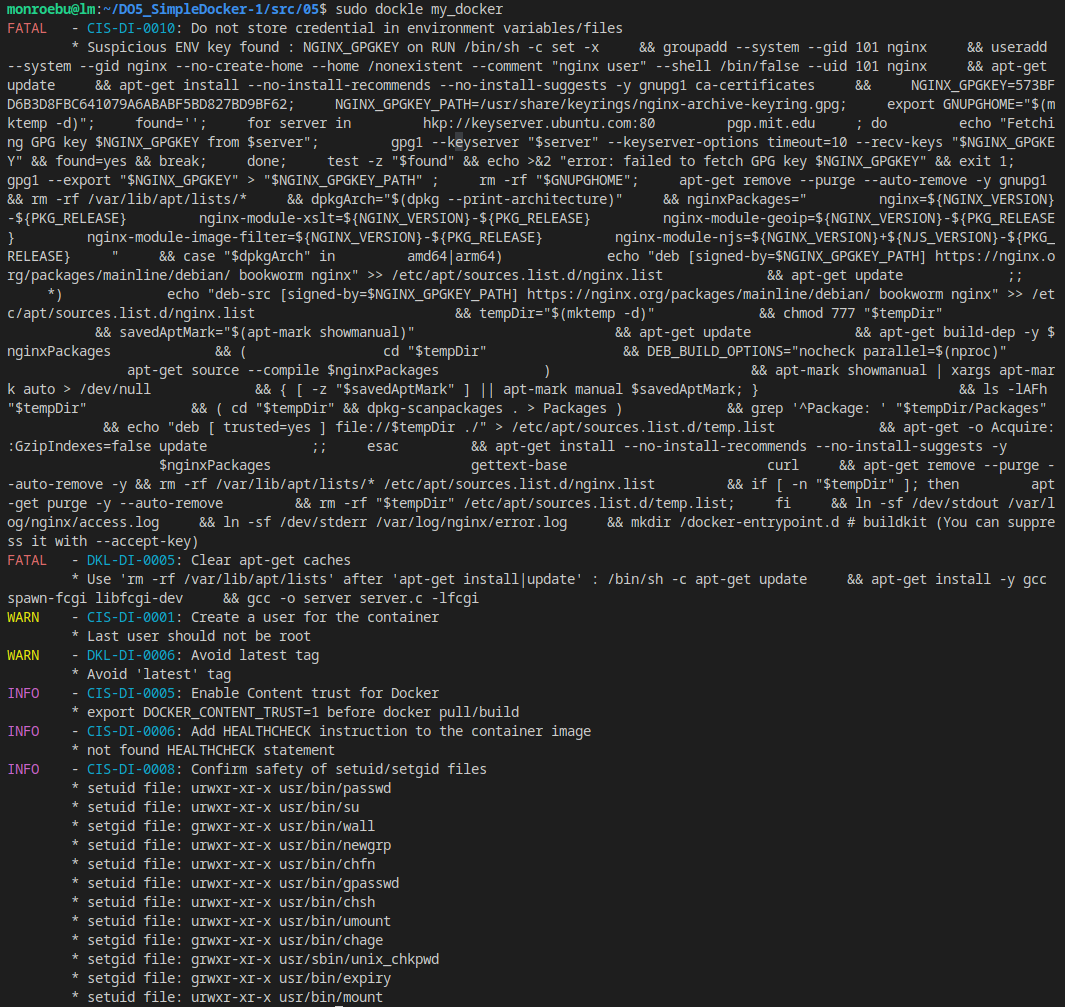 monroebu@lm:~/DO5_SimpleDocker-1/src/05$ sudo dockle my_docker
FATAL   - CIS-DI-0010: Do not store credential in environment variables/files
        * Suspicious ENV key found : NGINX_GPGKEY on RUN /bin/sh -c set -x     && groupadd --system --gid 101 nginx     && useradd
--system --gid nginx --no-create-home --home /nonexistent --comment "nginx user" --shell /bin/false --uid 101 nginx     && apt-get
update     && apt-get install --no-install-recommends --no-install-suggests -y gnupg1 ca-certificates     &&     NGINX_GPGKEY=573BF
D6B3D8FBC641079A6ABABF5BD827BD9BF62;     NGINX_GPGKEY_PATH=/usr/share/keyrings/nginx-archive-keyring.gpg;     export GNUPGHOME="$(m
ktemp -d)";     found='';     for server in         hkp://keyserver.ubuntu.com:80         pgp.mit.edu     ; do         echo "Fetchi
ng GPG key $NGINX_GPGKEY from $server";         gpg1 --keyserver "$server" --keyserver-options timeout=10 --recv-keys "$NGINX_GPGKE
Y" && found=yes && break;     done;     test -z "$found" && echo >&2 "error: failed to fetch GPG key $NGINX_GPGKEY" && exit 1;
gpg1 --export "$NGINX_GPGKEY" > "$NGINX_GPGKEY_PATH" ;     rm -rf "$GNUPGHOME";     apt-get remove --purge --auto-remove -y gnupg1
&& rm -rf /var/lib/apt/lists/*     && dpkgArch="$(dpkg --print-architecture)"     && nginxPackages="         nginx=${NGINX_VERSION}
-${PKG_RELEASE}         nginx-module-xslt=${NGINX_VERSION}-${PKG_RELEASE}         nginx-module-geoip=${NGINX_VERSION}-${PKG_RELEASE
}         nginx-module-image-filter=${NGINX_VERSION}-${PKG_RELEASE}         nginx-module-njs=${NGINX_VERSION}+${NJS_VERSION}-${PKG_
RELEASE}     "     && case "$dpkgArch" in         amd64|arm64)             echo "deb [signed-by=$NGINX_GPGKEY_PATH] https://nginx.o
rg/packages/mainline/debian/ bookworm nginx" >> /etc/apt/sources.list.d/nginx.list             && apt-get update             ;;
     *)             echo "deb-src [signed-by=$NGINX_GPGKEY_PATH] https://nginx.org/packages/mainline/debian/ bookworm nginx" >> /et
c/apt/sources.list.d/nginx.list                         && tempDir="$(mktemp -d)"             && chmod 777 "$tempDir"
           && savedAptMark="$(apt-mark showmanual)"                         && apt-get update             && apt-get build-dep -y $
nginxPackages             && (                 cd "$tempDir"                 && DEB_BUILD_OPTIONS="nocheck parallel=$(nproc)"
               apt-get source --compile $nginxPackages             )                         && apt-mark showmanual | xargs apt-mar
k auto > /dev/null             && { [ -z "$savedAptMark" ] || apt-mark manual $savedAptMark; }                         && ls -lAFh
"$tempDir"             && ( cd "$tempDir" && dpkg-scanpackages . > Packages )             && grep '^Package: ' "$tempDir/Packages"
            && echo "deb [ trusted=yes ] file://$tempDir ./" > /etc/apt/sources.list.d/temp.list             && apt-get -o Acquire:
:GzipIndexes=false update             ;;     esac         && apt-get install --no-install-recommends --no-install-suggests -y
                   $nginxPackages                         gettext-base                         curl     && apt-get remove --purge -
-auto-remove -y && rm -rf /var/lib/apt/lists/* /etc/apt/sources.list.d/nginx.list         && if [ -n "$tempDir" ]; then         apt
-get purge -y --auto-remove         && rm -rf "$tempDir" /etc/apt/sources.list.d/temp.list;     fi     && ln -sf /dev/stdout /var/l
og/nginx/access.log     && ln -sf /dev/stderr /var/log/nginx/error.log     && mkdir /docker-entrypoint.d # buildkit (You can suppre
ss it with --accept-key)
FATAL   - DKL-DI-0005: Clear apt-get caches
        * Use 'rm -rf /var/lib/apt/lists' after 'apt-get install|update' : /bin/sh -c apt-get update     && apt-get install -y gcc
spawn-fcgi libfcgi-dev     && gcc -o server server.c -lfcgi
WARN    - CIS-DI-0001: Create a user for the container
        * Last user should not be root
WARN    - DKL-DI-0006: Avoid latest tag
        * Avoid 'latest' tag
INFO    - CIS-DI-0005: Enable Content trust for Docker
        * export DOCKER_CONTENT_TRUST=1 before docker pull/build
INFO    - CIS-DI-0006: Add HEALTHCHECK instruction to the container image
        * not found HEALTHCHECK statement
INFO    - CIS-DI-0008: Confirm safety of setuid/setgid files
        * setuid file: urwxr-xr-x usr/bin/passwd
        * setuid file: urwxr-xr-x usr/bin/su
        * setgid file: grwxr-xr-x usr/bin/wall
        * setuid file: urwxr-xr-x usr/bin/newgrp
        * setuid file: urwxr-xr-x usr/bin/chfn
        * setuid file: urwxr-xr-x usr/bin/gpasswd
        * setuid file: urwxr-xr-x usr/bin/chsh
        * setuid file: urwxr-xr-x usr/bin/umount
        * setgid file: grwxr-xr-x usr/bin/chage
        * setgid file: grwxr-xr-x usr/sbin/unix_chkpwd
        * setgid file: grwxr-xr-x usr/bin/expiry
        * setuid file: urwxr-xr-x usr/bin/mount